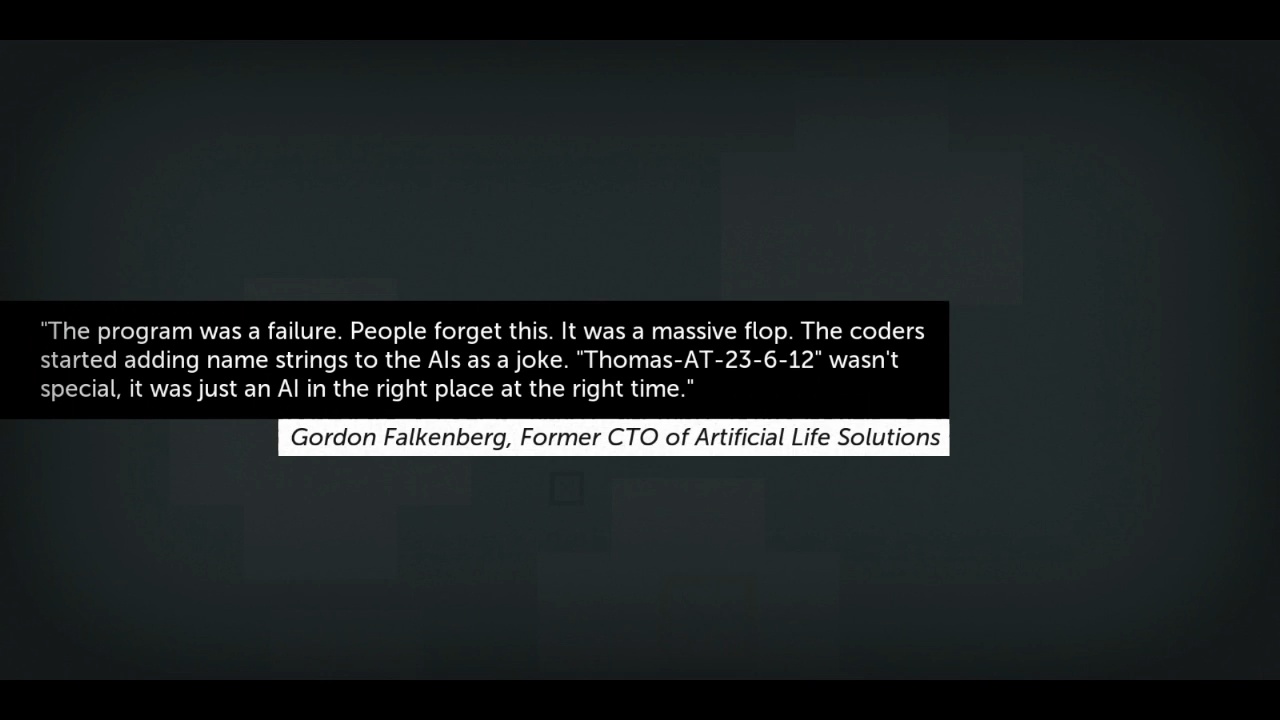 "The program was a failure. People forget this. It was a massive flop. The coders
started adding name strings to the AIs as a joke. "Thomas-AT-23-6-12" wasn't
special, it was just an AI in the right place at the right time."
Gordon Falkenberg, Former CTO of Artificial Life Solutions